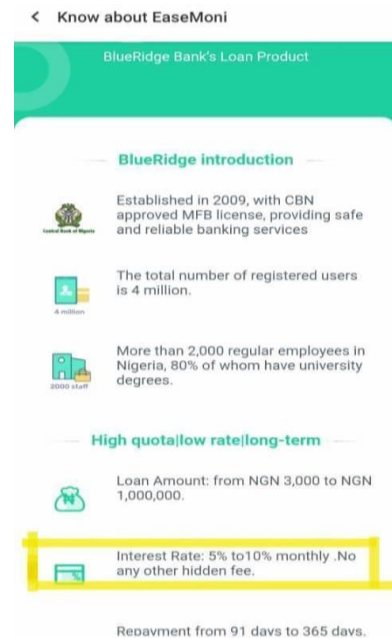 Know about EaseMoni
BlueRidge Bank's Loan Product
BlueRidge introduction
Established in 2009, with CBN
approved MFB license, providing safe
and reliable banking services
Central Bank of Nigeria
The total number of registered users
is 4 million.
4 million
More than 2,000 regular employees in
Nigeria, 80% of whom have university
degrees.
2000 staff
High quota|low rate|long-term
Loan Amount: from NGN 3,000 to NGN
1,000,000.
Interest Rate: 5% to10% monthly .No
any other hidden fee.
Repayment from 91 days to 365 days.